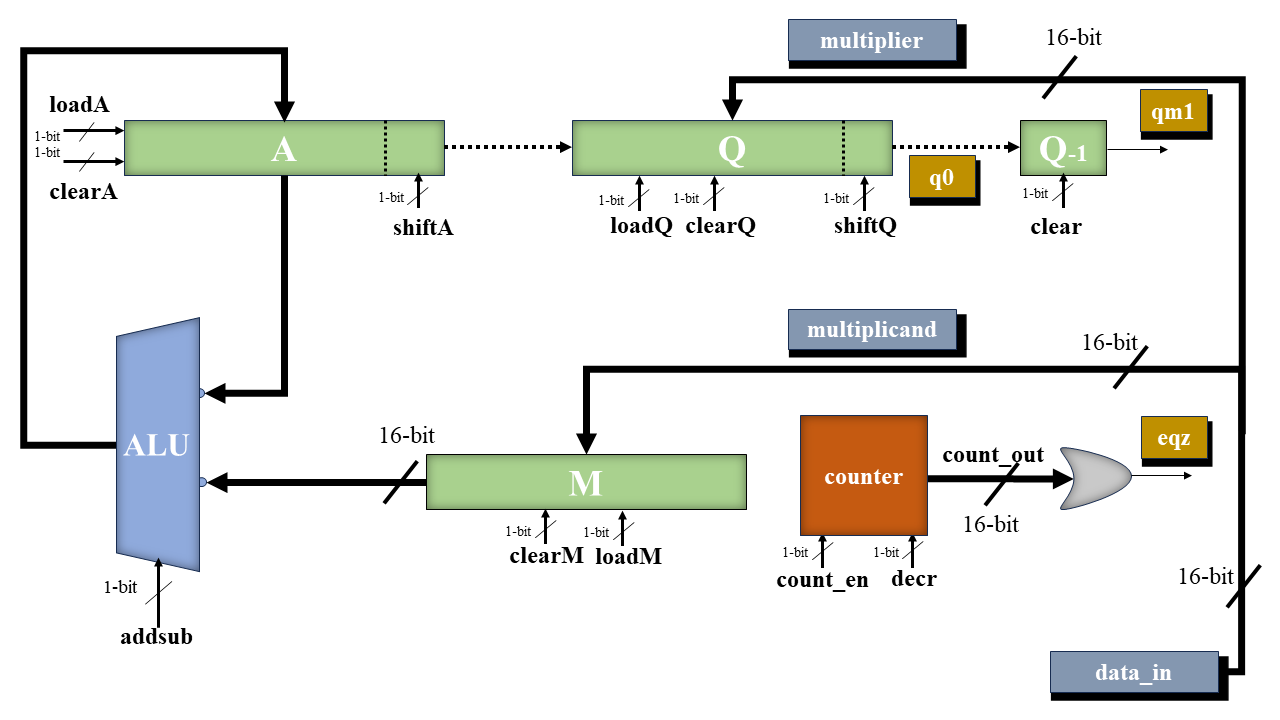 multiplier
16-bit
qm1
loadA
1-bit
1-bit
clearA
A
Q
Q-1
q0
1-bit
shiftA
1-bit
loadQ
1-bit
clearQ
1-bit
shiftQ
1-bit
clear
multiplicand
16-bit
ALU
16-bit
M
counter
count_out
16-bit
eqz
1-bit
clearM
1-bit
loadM
1-bit
count_en
1-bit
decr
16-bit
1-bit
addsub
data_in